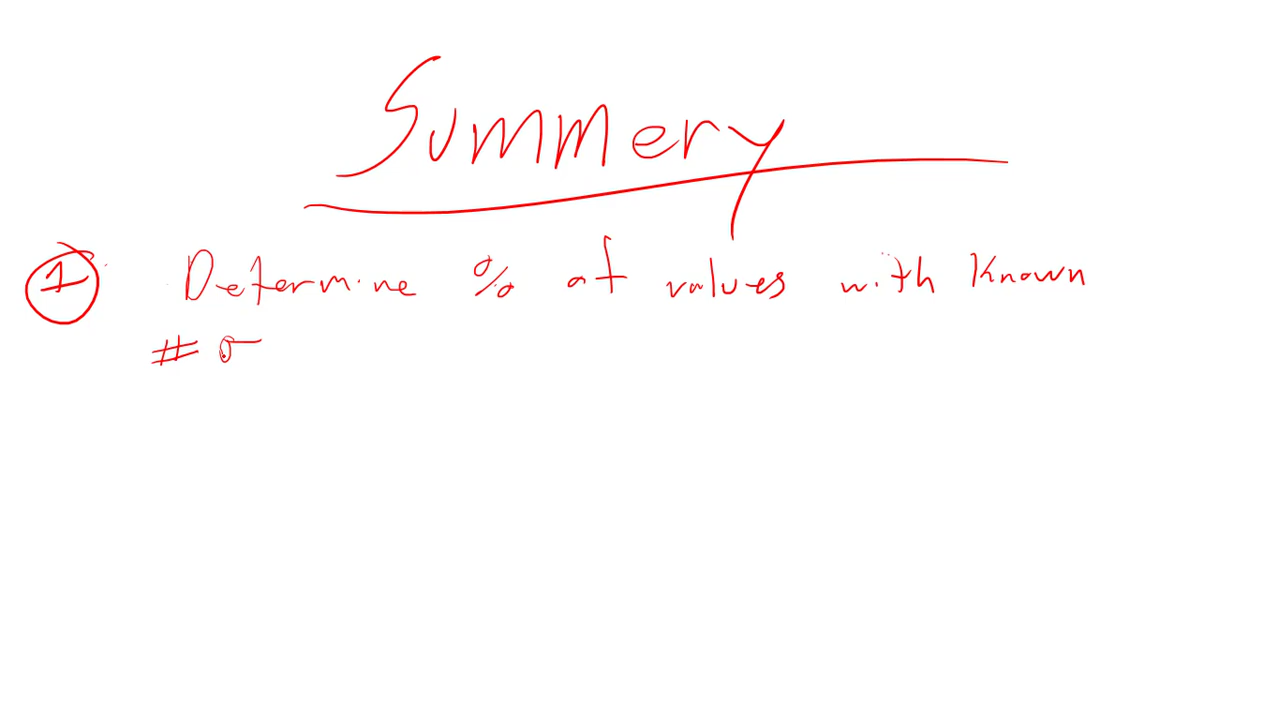 Summery
1 Determine % of values with Known
# σ